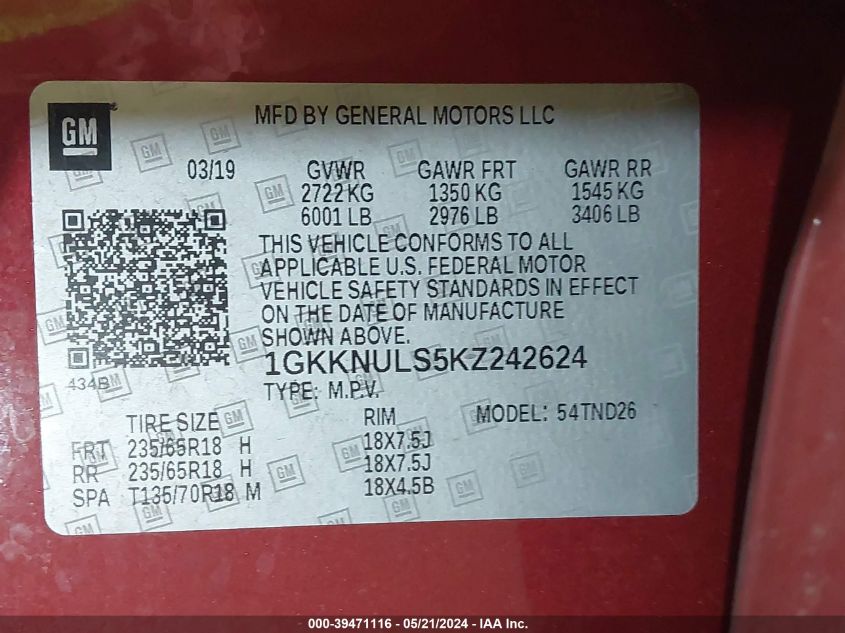 GM
MFD BY GENERAL MOTORS LLC
03/19 GVWR GAWR FRT GAWR RR
2722 KG 1350 KG 1545 KG
6001 LB 2976 LB 3406 LB
THIS VEHICLE CONFORMS TO ALL
APPLICABLE U.S. FEDERAL MOTOR
VEHICLE SAFETY STANDARDS IN EFFECT
ON THE DATE OF MANUFACTURE
SHOWN ABOVE.
1GKKNULS5KZ242624
434B
TYPE: M.P.V.
TIRE SIZE RIM MODEL: 54TND26
FRT 235/65R18 H 18X7.5J
RR 235/65R18 H 18X7.5J
SPA T135/70R18 M 18X4.5B
000-39471116 - 05/21/2024 - IAA Inc.